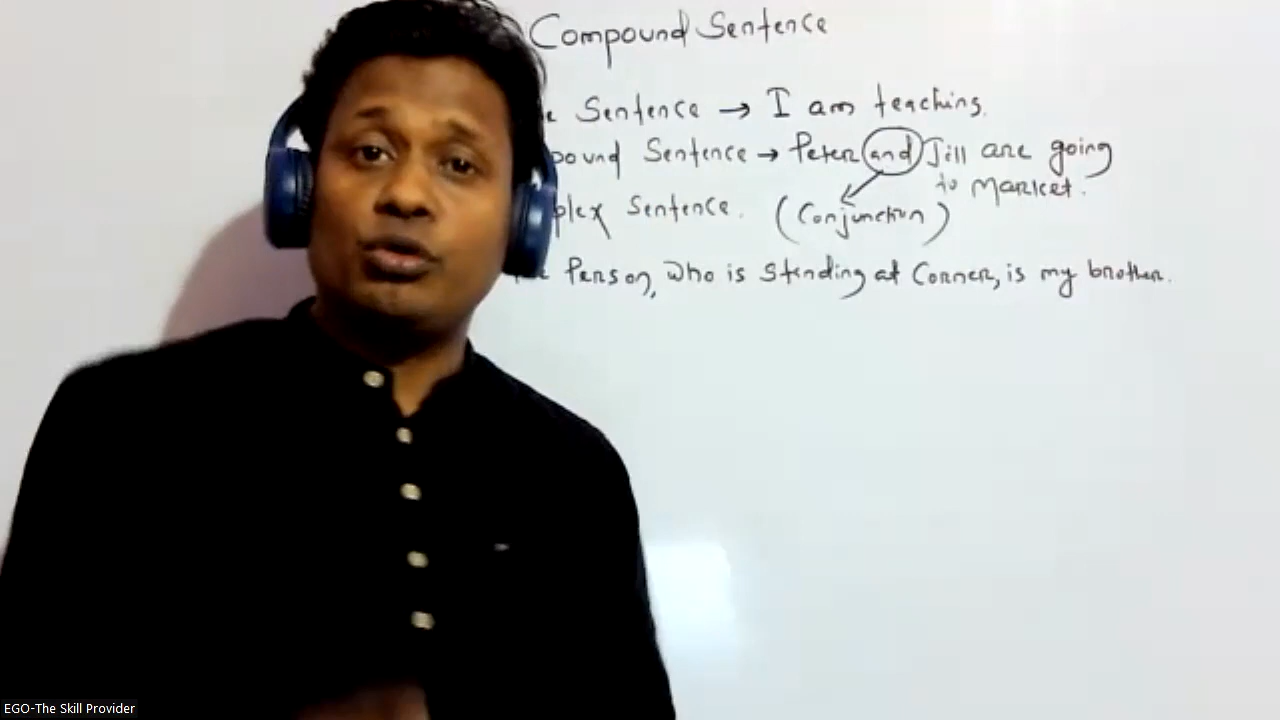 Compound Sentence
e Sentence → I am teaching.
pound Sentence → Peter and Jill are going
to Market.
plex Sentence. (Conjunction)
Person, who is standing at Corner, is my brother.
EGO-The Skill Provider